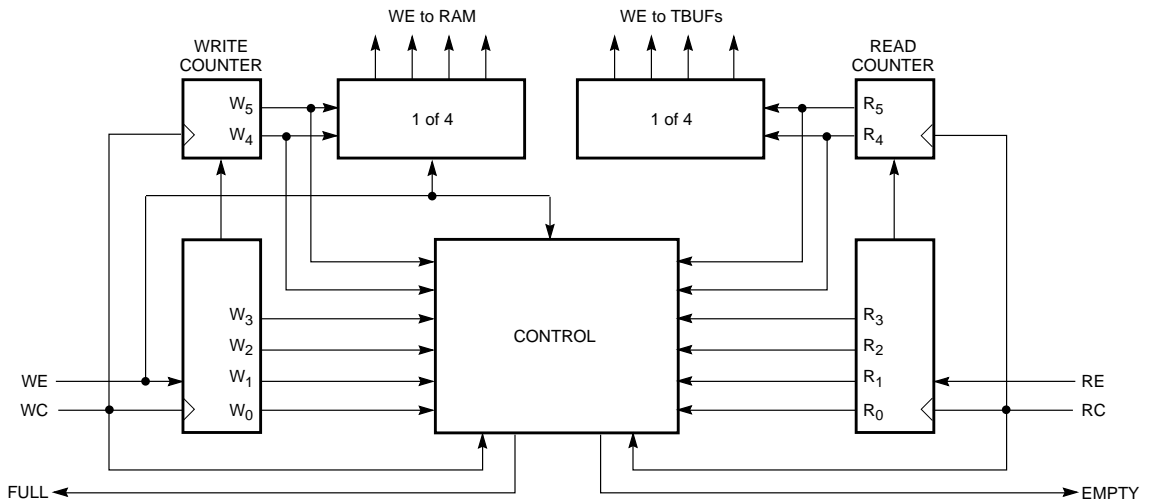 WE to RAM WE to TBUFs
WRITE COUNTER READ COUNTER
W5 1 of 4 1 of 4 R5
W4 R4
W3 CONTROL R3
W2 R2
WE W1 R1 RE
WC W0 R0 RC
FULL EMPTY